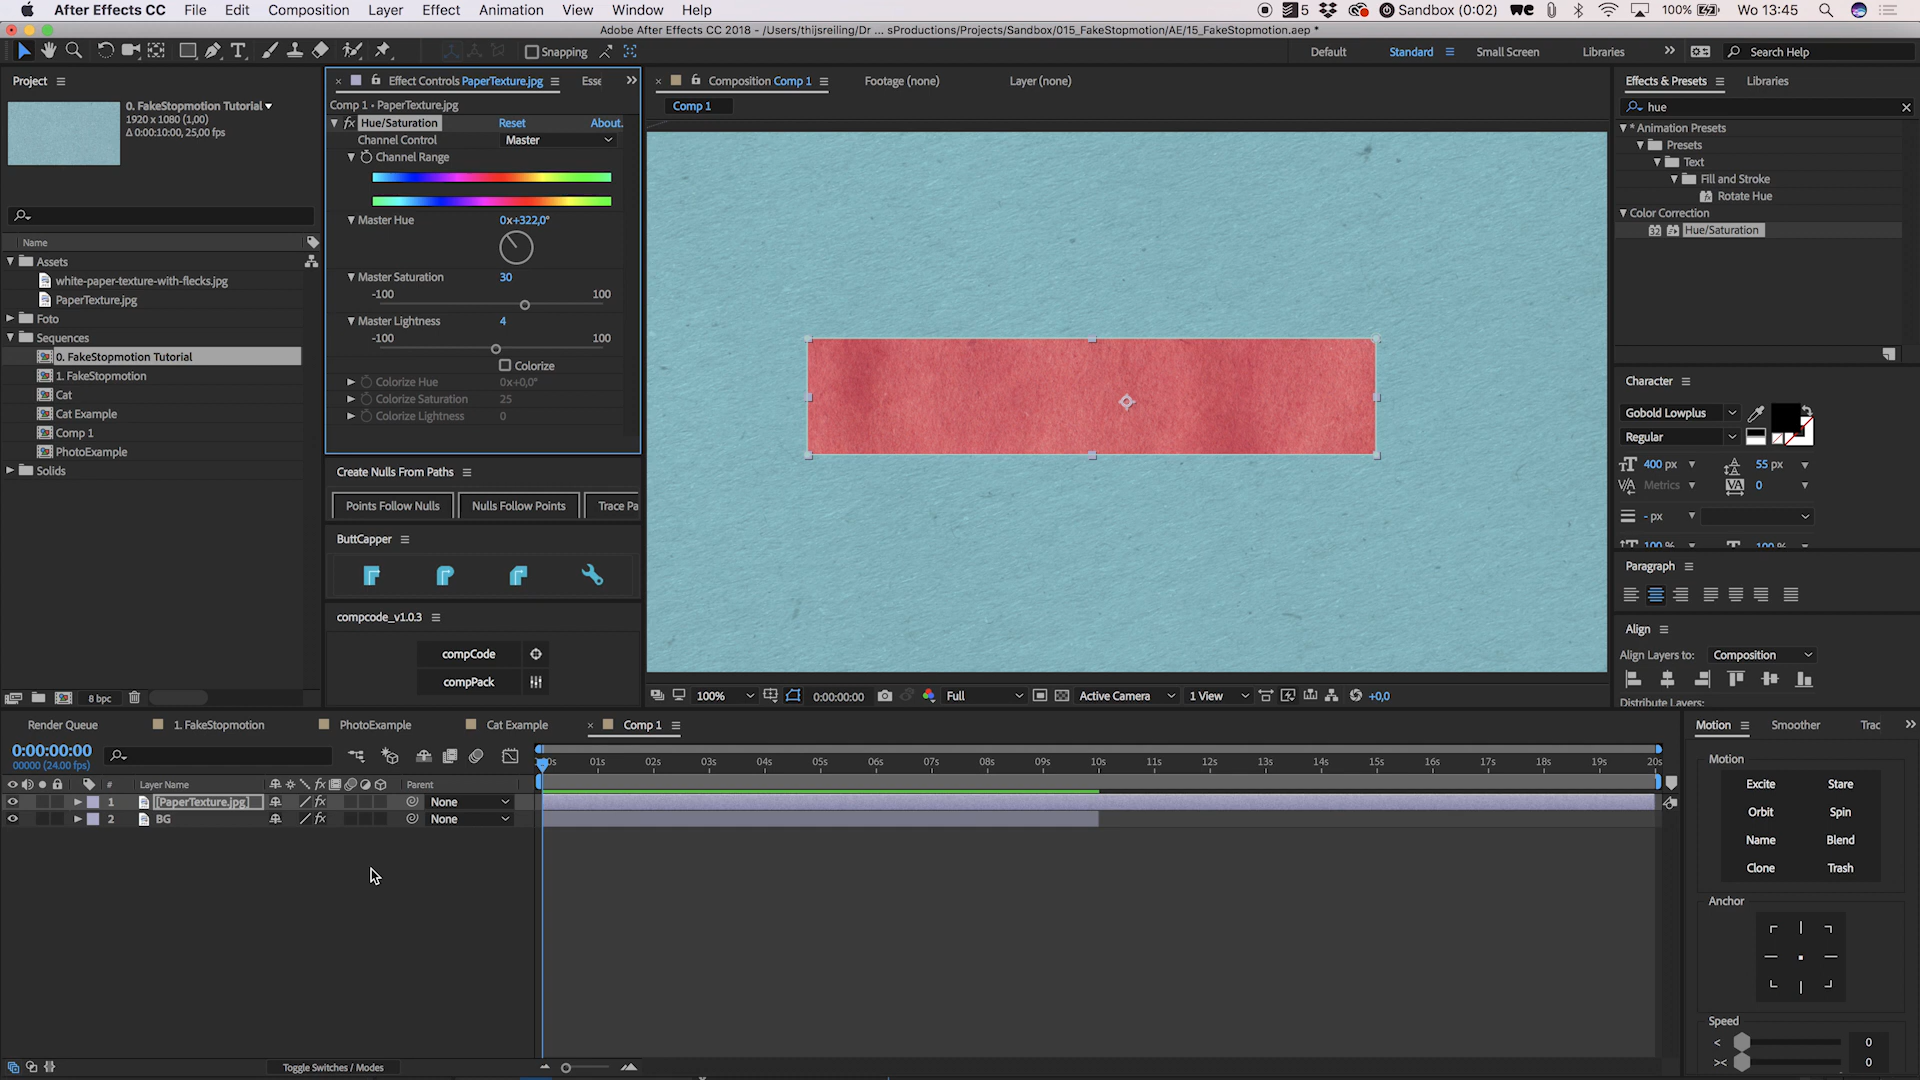 After Effects CC File Edit Composition Layer Effect Animation View Window Help 5 Sandbox (0:02) 100% Wo 13:45
Adobe After Effects CC 2018 - /Users/thijsreiling/Dr ... sProductions/Projects/Sandbox/015_FakeStopmotion/AE/15_FakeStopmotion.aep *
Snapping Default Standard Small Screen Libraries Search Help
Project
0. FakeStopmotion Tutorial
1920 x 1080 (1,00)
Δ 0:00:10:00, 25,00 fps
Name
Assets
white-paper-texture-with-flecks.jpg
PaperTexture.jpg
Foto
Sequences
0. FakeStopmotion Tutorial
1. FakeStopmotion
Cat
Cat Example
Comp 1
PhotoExample
Solids
8 bpc
Effect Controls PaperTexture.jpg
Comp 1 • PaperTexture.jpg
fx Hue/Saturation Reset About.
Channel Control Master
Channel Range
Master Hue 0x+322,0°
Master Saturation 30
-100 100
Master Lightness 4
-100 100
Colorize
Colorize Hue 0x+0,0°
Colorize Saturation 25
Colorize Lightness 0
Create Nulls From Paths
Points Follow Nulls Nulls Follow Points Trace Pa
ButtCapper
compcode_v1.0.3
compCode
compPack
Composition Comp 1 Footage (none) Layer (none)
Comp 1
100% 0:00:00:00 Full Active Camera 1 View +0,0
Effects & Presets Libraries
hue
* Animation Presets
Presets
Text
Fill and Stroke
Rotate Hue
Color Correction
Hue/Saturation
Character
Gobold Lowplus
Regular
400 px 55 px
Metrics 0
- px
100 % 100 %
Paragraph
Align
Align Layers to: Composition
Distribute Layers:
Render Queue 1. FakeStopmotion PhotoExample Cat Example Comp 1
0:00:00:00
00000 (24.00 fps)
# Layer Name Parent
1 [PaperTexture.jpg] None
2 BG None
01s 02s 03s 04s 05s 06s 07s 08s 09s 10s 11s 12s 13s 14s 15s 16s 17s 18s 19s 20s
Toggle Switches / Modes
Motion Smoother Trac
Motion
Excite Stare
Orbit Spin
Name Blend
Clone Trash
Anchor
Speed
< 0
>< 0